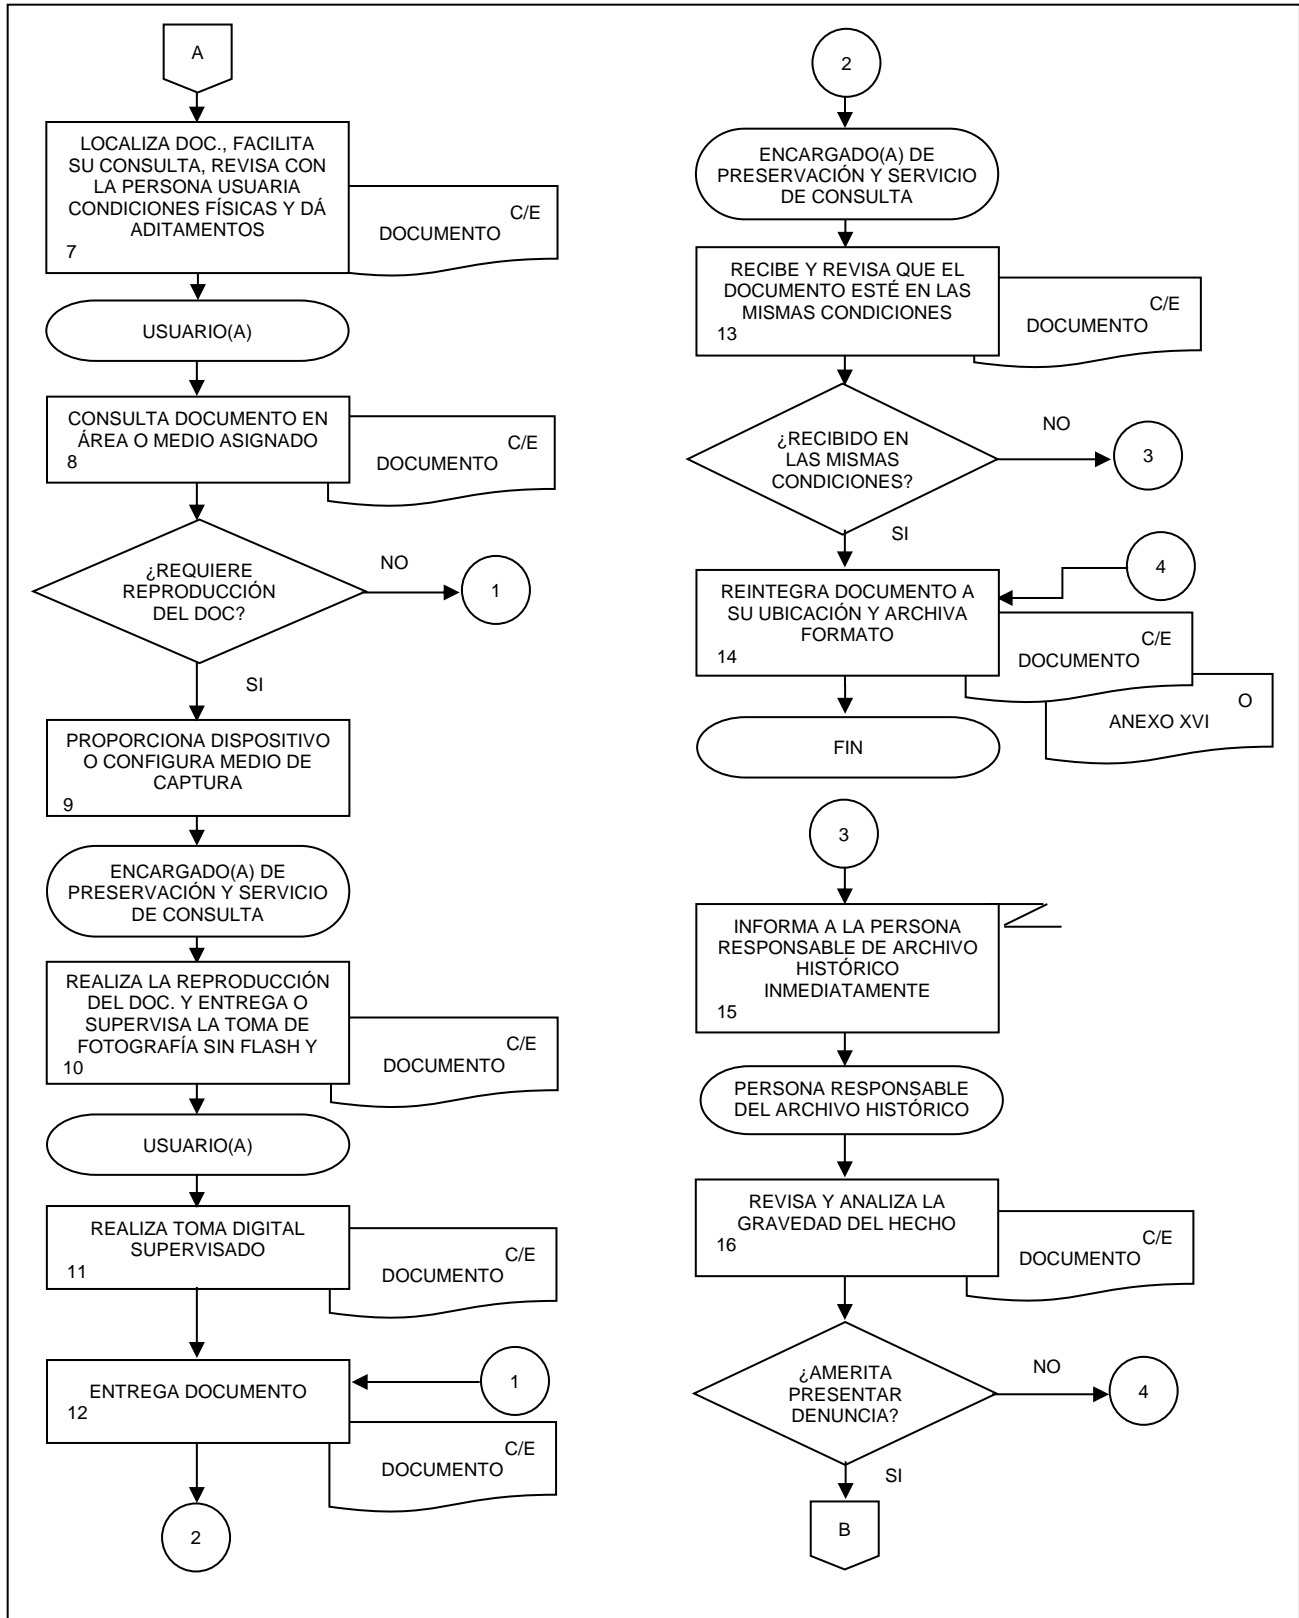 A
LOCALIZA DOC., FACILITA
SU CONSULTA, REVISA CON
LA PERSONA USUARIA
CONDICIONES FÍSICAS Y DÁ
ADITAMENTOS
7
C/E
DOCUMENTO
USUARIO(A)
CONSULTA DOCUMENTO EN
ÁREA O MEDIO ASIGNADO
8
C/E
DOCUMENTO
¿REQUIERE
REPRODUCCIÓN
DEL DOC?
NO
1
SI
PROPORCIONA DISPOSITIVO
O CONFIGURA MEDIO DE
CAPTURA
9
ENCARGADO(A) DE
PRESERVACIÓN Y SERVICIO
DE CONSULTA
REALIZA LA REPRODUCCIÓN
DEL DOC. Y ENTREGA O
SUPERVISA LA TOMA DE
FOTOGRAFÍA SIN FLASH Y
10
C/E
DOCUMENTO
USUARIO(A)
REALIZA TOMA DIGITAL
SUPERVISADO
11
C/E
DOCUMENTO
ENTREGA DOCUMENTO
12
1
C/E
DOCUMENTO
2
2
ENCARGADO(A) DE
PRESERVACIÓN Y SERVICIO
DE CONSULTA
RECIBE Y REVISA QUE EL
DOCUMENTO ESTÉ EN LAS
MISMAS CONDICIONES
13
C/E
DOCUMENTO
¿RECIBIDO EN
LAS MISMAS
CONDICIONES?
NO
3
SI
4
REINTEGRA DOCUMENTO A
SU UBICACIÓN Y ARCHIVA
FORMATO
14
C/E
DOCUMENTO
O
ANEXO XVI
FIN
3
INFORMA A LA PERSONA
RESPONSABLE DE ARCHIVO
HISTÓRICO
INMEDIATAMENTE
15
PERSONA RESPONSABLE
DEL ARCHIVO HISTÓRICO
REVISA Y ANALIZA LA
GRAVEDAD DEL HECHO
16
C/E
DOCUMENTO
¿AMERITA
PRESENTAR
DENUNCIA?
NO
4
SI
B